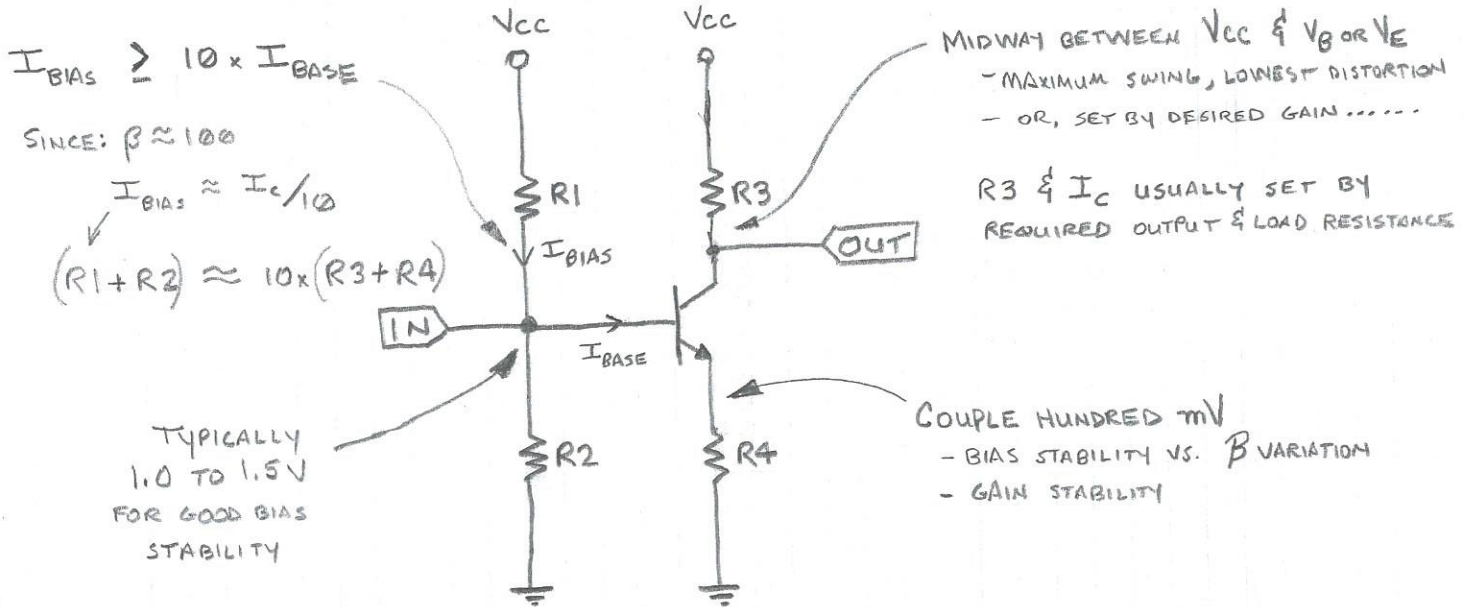 I_BIAS ≥ 10 × I_BASE
SINCE: β ≈ 100
I_BIAS ≈ I_C/10
(R1+R2) ≈ 10×(R3+R4)
VCC
VCC
R1
R3
I_BIAS
IN
I_BASE
OUT
R2
R4
TYPICALLY
1.0 TO 1.5V
FOR GOOD BIAS
STABILITY
MIDWAY BETWEEN VCC & VB OR VE
- MAXIMUM SWING, LOWEST DISTORTION
- OR, SET BY DESIRED GAIN......
R3 & I_C USUALLY SET BY
REQUIRED OUTPUT & LOAD RESISTANCE
COUPLE HUNDRED mV
- BIAS STABILITY VS. β VARIATION
- GAIN STABILITY